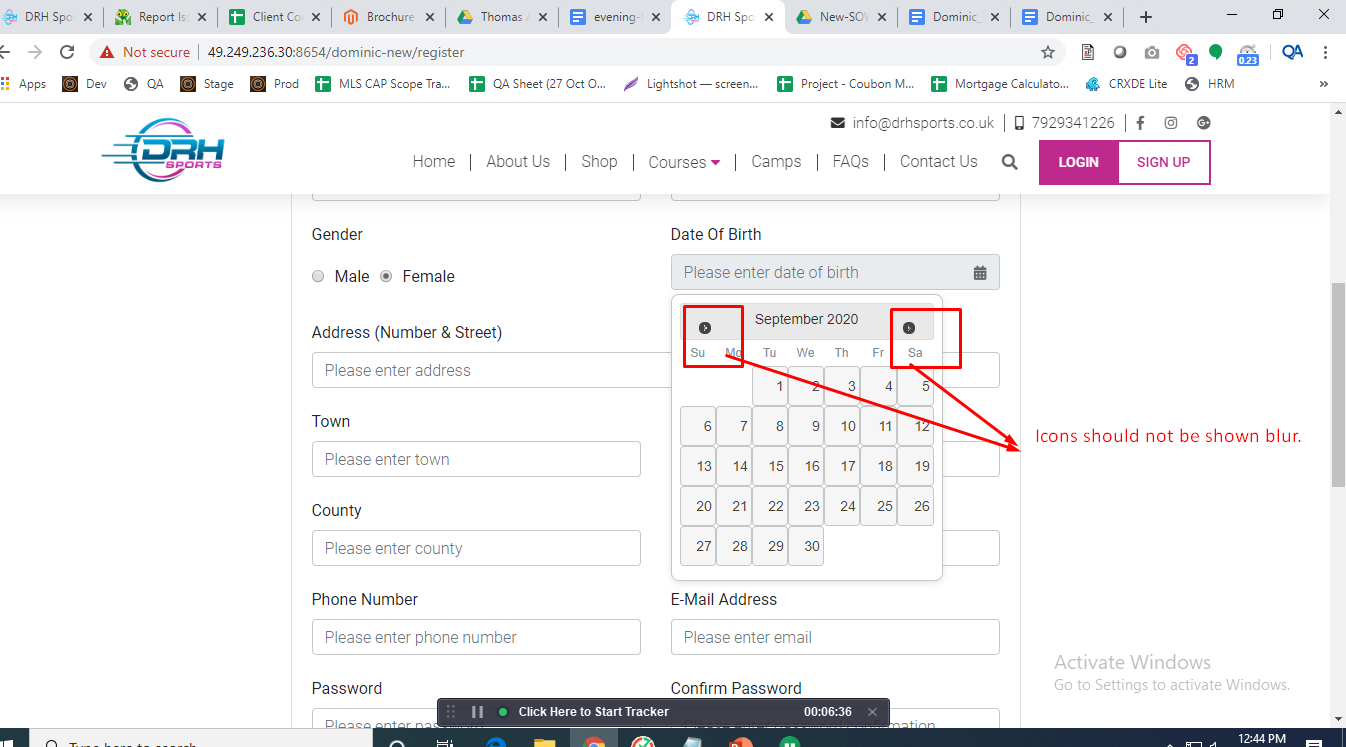 DRH Spo
Report Iss
Client Co
Brochure
Thomas
evening-
DRH Spo
New-SOW
Dominic_
Dominic_
Not secure
49.249.236.30:8654/dominic-new/register
2
0.23
QA
Apps
Dev
QA
Stage
Prod
MLS CAP Scope Tra...
QA Sheet (27 Oct O...
Lightshot — screen...
Project - Coubon M...
Mortgage Calculato...
CRXDE Lite
HRM
»
info@drhsports.co.uk
7929341226
DRH
SPORTS
Home
About Us
Shop
Courses
Camps
FAQs
Contact Us
LOGIN
SIGN UP
Gender
Date Of Birth
Male
Female
Please enter date of birth
September 2020
Su Mo Tu We Th Fr Sa
1 2 3 4 5
6 7 8 9 10 11 12
13 14 15 16 17 18 19
20 21 22 23 24 25 26
27 28 29 30
Address (Number & Street)
Please enter address
Icons should not be shown blur.
Town
Please enter town
County
Please enter county
Phone Number
E-Mail Address
Please enter phone number
Please enter email
Activate Windows
Go to Settings to activate Windows.
Password
Confirm Password
Click Here to Start Tracker
00:06:36
Please enter
Type here to search
12:44 PM